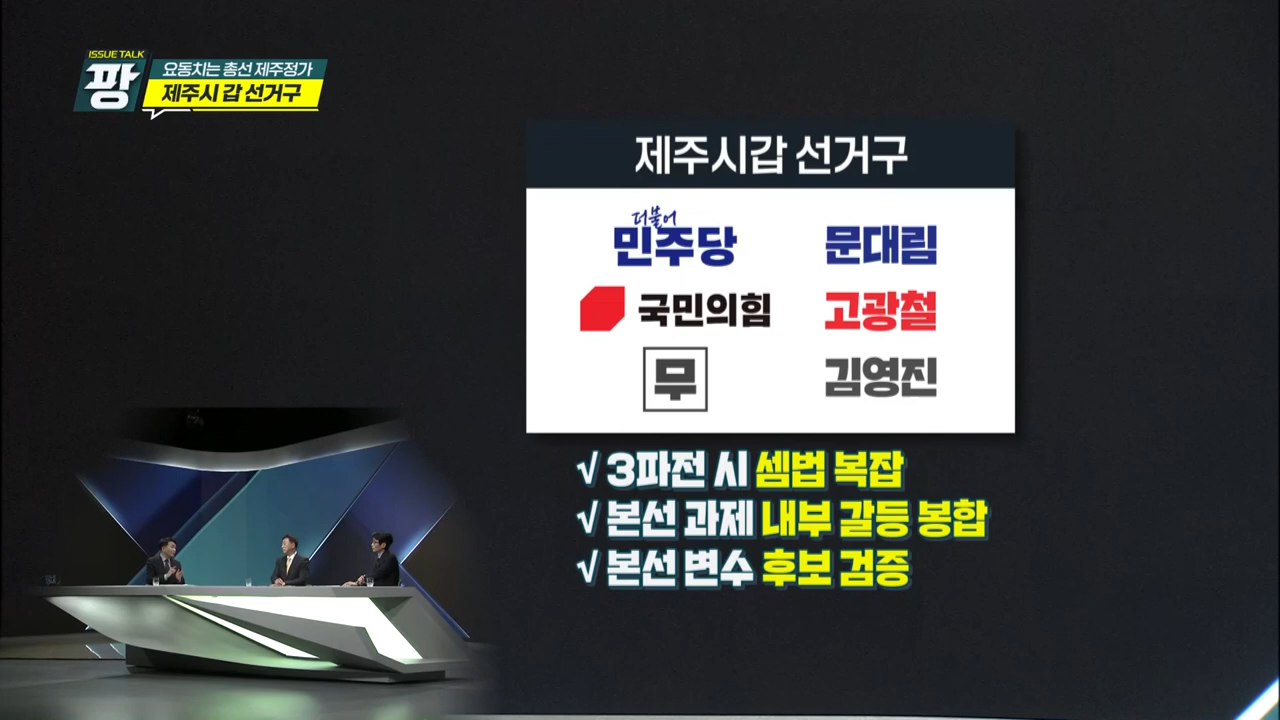 ISSUE TALK
팡
요동치는 총선 제주정가
제주시 갑 선거구
제주시갑 선거구
더불어
민주당 문대림
국민의힘 고광철
무 김영진
√ 3파전 시 셈법 복잡
√ 본선 과제 내부 갈등 봉합
√ 본선 변수 후보 검증